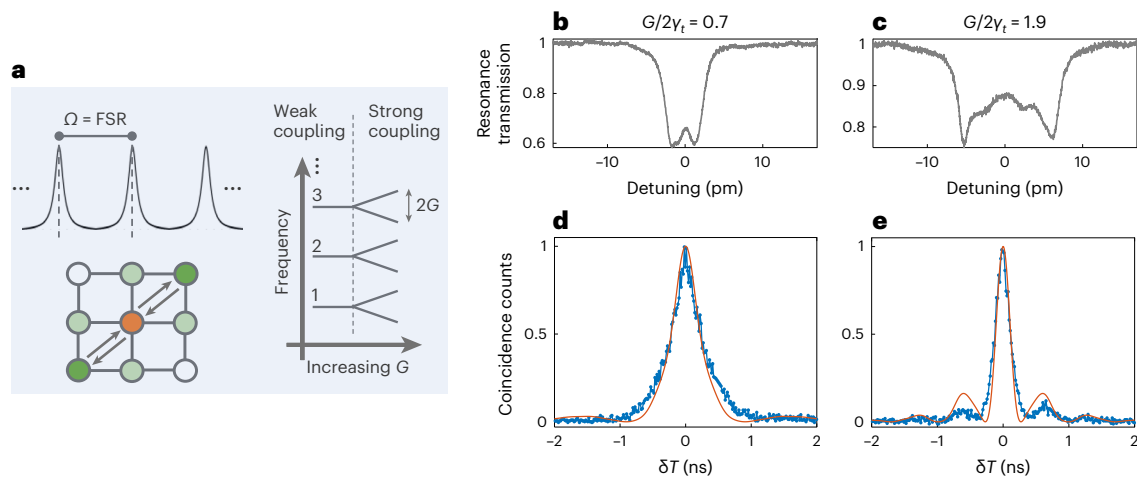 a
Ω = FSR
...
...
Weak coupling
Strong coupling
⋮
3
2
1
2G
Frequency
Increasing G
b
G/2γt = 0.7
1
0.8
0.6
Resonance transmission
−10
0
10
Detuning (pm)
c
G/2γt = 1.9
1
0.9
0.8
−10
0
10
Detuning (pm)
d
1
0.5
0
Coincidence counts
−2
−1
0
1
2
δT (ns)
e
1
0.5
0
−2
−1
0
1
2
δT (ns)